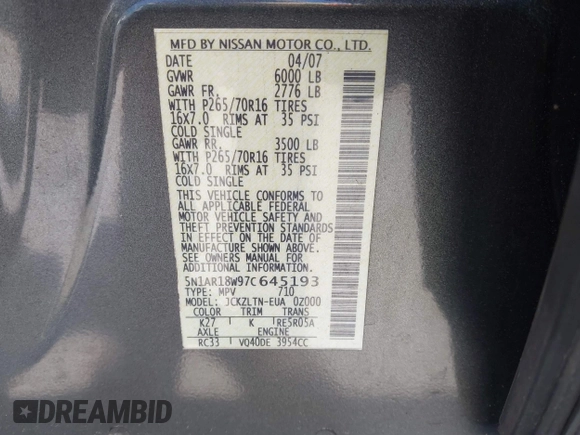 MFD BY NISSAN MOTOR CO., LTD.
DATE 04/07
GVWR 6000 LB
GAWR FR. 2776 LB
WITH P265/70R16 TIRES
16X7.0 RIMS AT 35 PSI
COLD SINGLE
GAWR RR. 3500 LB
WITH P265/70R16 TIRES
16X7.0 RIMS AT 35 PSI
COLD SINGLE
THIS VEHICLE CONFORMS TO
ALL APPLICABLE FEDERAL
MOTOR VEHICLE SAFETY AND
THEFT PREVENTION STANDARDS
IN EFFECT ON THE DATE OF
MANUFACTURE SHOWN ABOVE.
SEE OWNERS MANUAL FOR
ADDITIONAL INFORMATION.
5N1AR18W97C645193
TYPE: MPV 710
MODEL: JCKZLTN-EUA 0Z000
COLOR TRIM TRANS
K27 K RE5R05A
AXLE ENGINE
RC33 VQ40DE 3954CC
DREAMBID